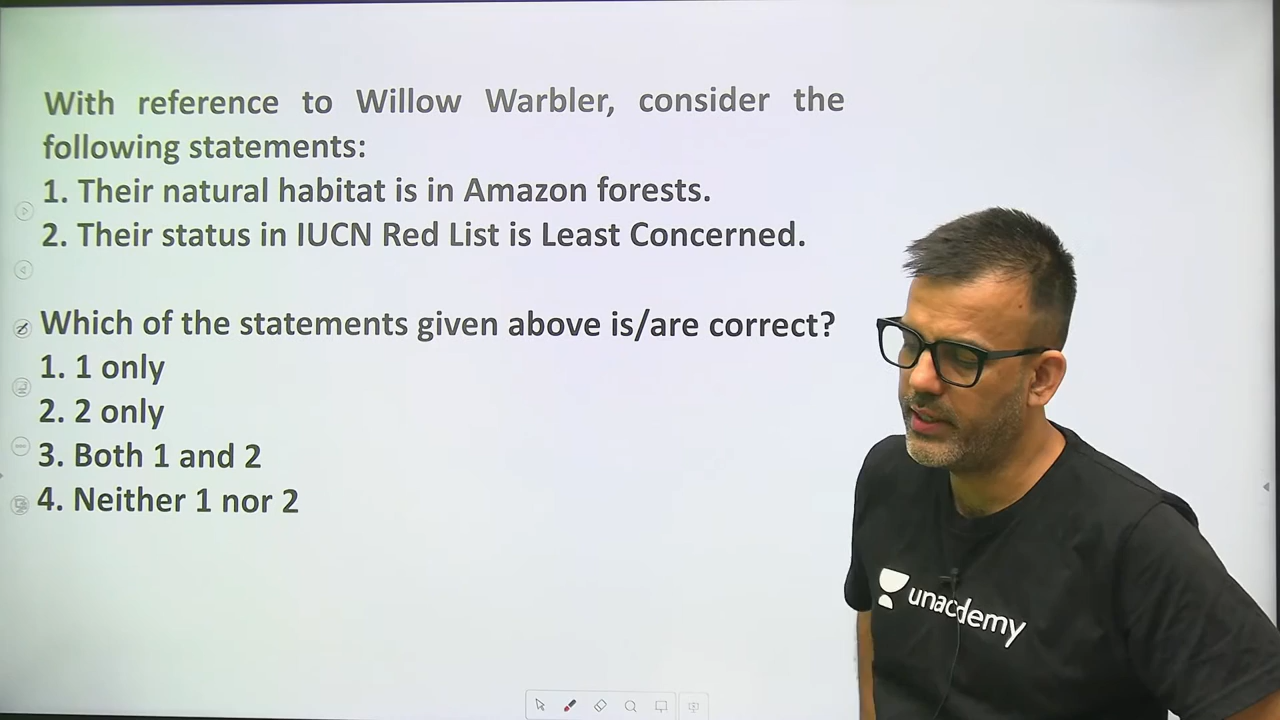 With reference to Willow Warbler, consider the
following statements:
1. Their natural habitat is in Amazon forests.
2. Their status in IUCN Red List is Least Concerned.
Which of the statements given above is/are correct?
1. 1 only
2. 2 only
3. Both 1 and 2
4. Neither 1 nor 2
unacademy